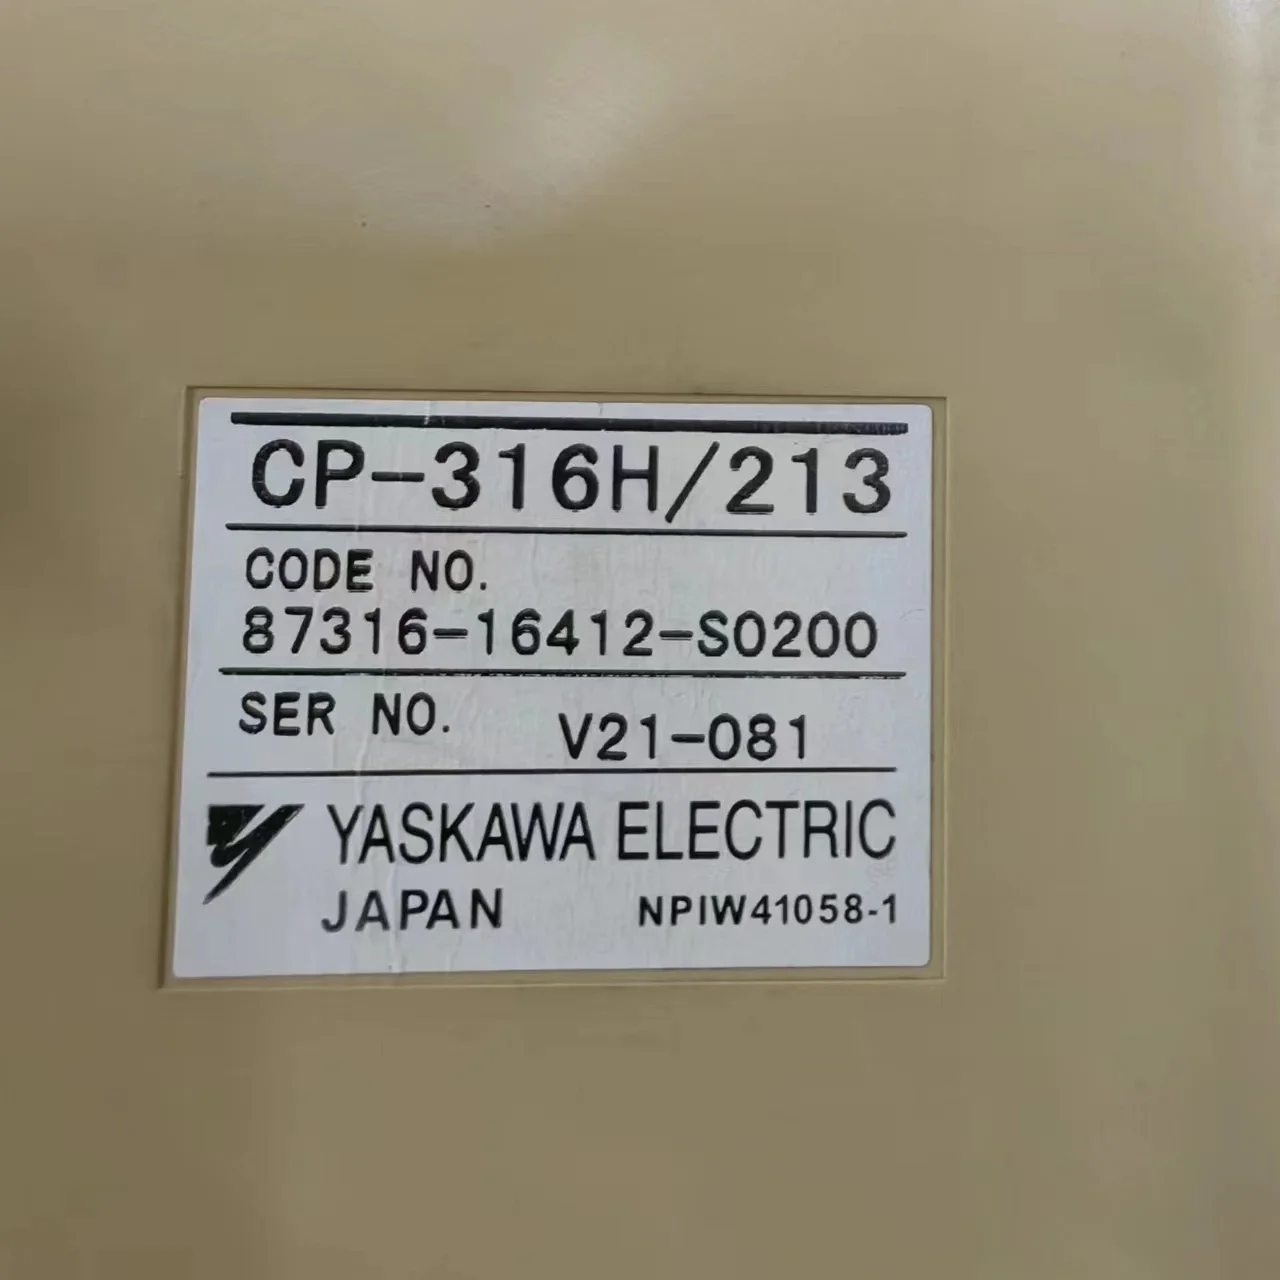 CP-316H/213
CODE NO.
87316-16412-S0200
SER NO. V21-081
YASKAWA ELECTRIC
JAPAN NPIW41058-1